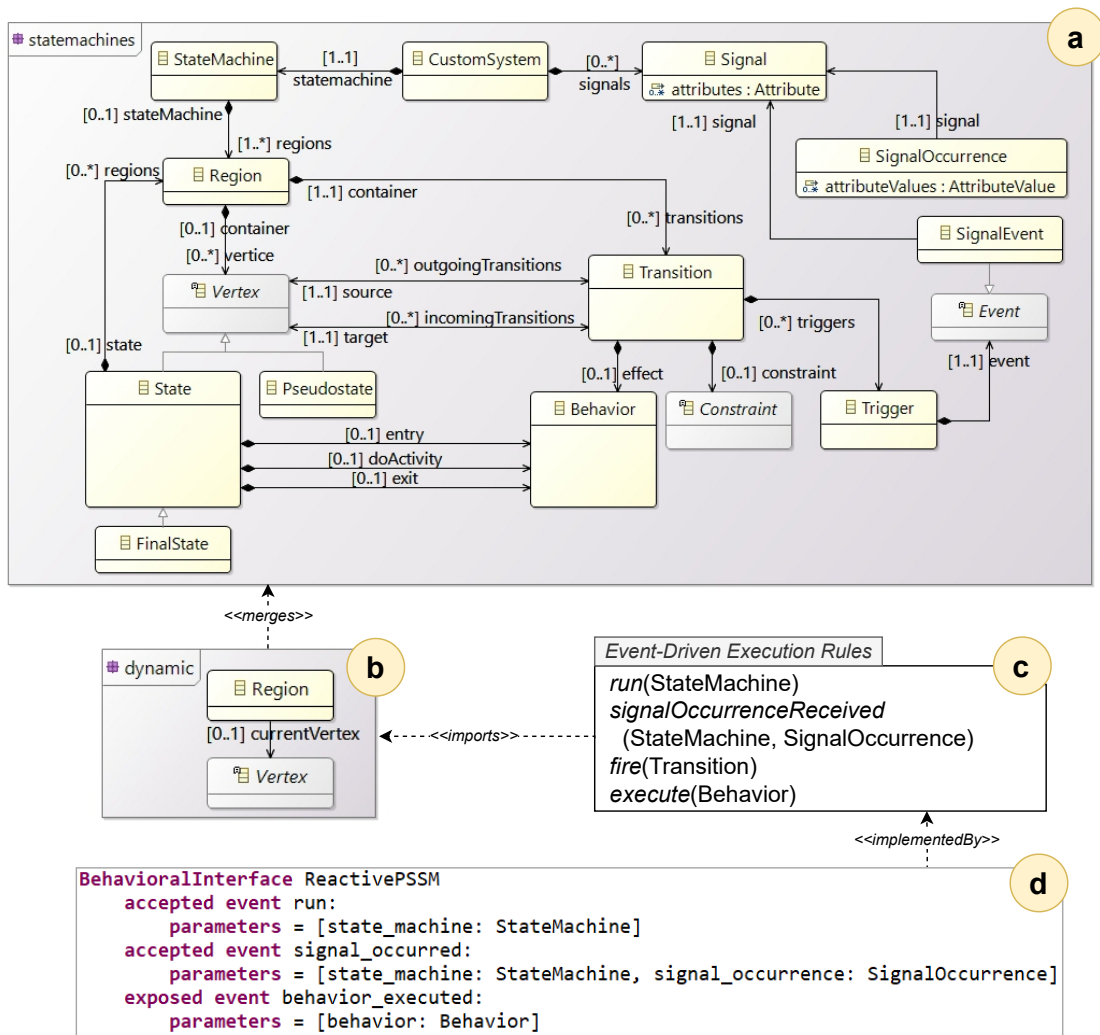 statemachines
a
StateMachine
[1..1]
statemachine
CustomSystem
[0..*]
signals
Signal
attributes : Attribute
[0..1] stateMachine
[1..*] regions
[1..1] signal
[1..1] signal
SignalOccurrence
attributeValues : AttributeValue
[0..*] regions
Region
[1..1] container
[0..1] container
[0..*] vertice
[0..*] transitions
SignalEvent
Vertex
[0..*] outgoingTransitions
[1..1] source
Transition
Event
[0..*] incomingTransitions
[1..1] target
[0..*] triggers
[0..1] state
[1..1] event
State
Pseudostate
[0..1] effect
[0..1] constraint
Behavior
Constraint
Trigger
[0..1] entry
[0..1] doActivity
[0..1] exit
FinalState
<<merges>>
dynamic
b
Region
[0..1] currentVertex
Vertex
<<imports>>
Event-Driven Execution Rules
c
run(StateMachine)
signalOccurrenceReceived
(StateMachine, SignalOccurrence)
fire(Transition)
execute(Behavior)
<<implementedBy>>
d
BehavioralInterface ReactivePSSM
accepted event run:
parameters = [state_machine: StateMachine]
accepted event signal_occurred:
parameters = [state_machine: StateMachine, signal_occurrence: SignalOccurrence]
exposed event behavior_executed:
parameters = [behavior: Behavior]